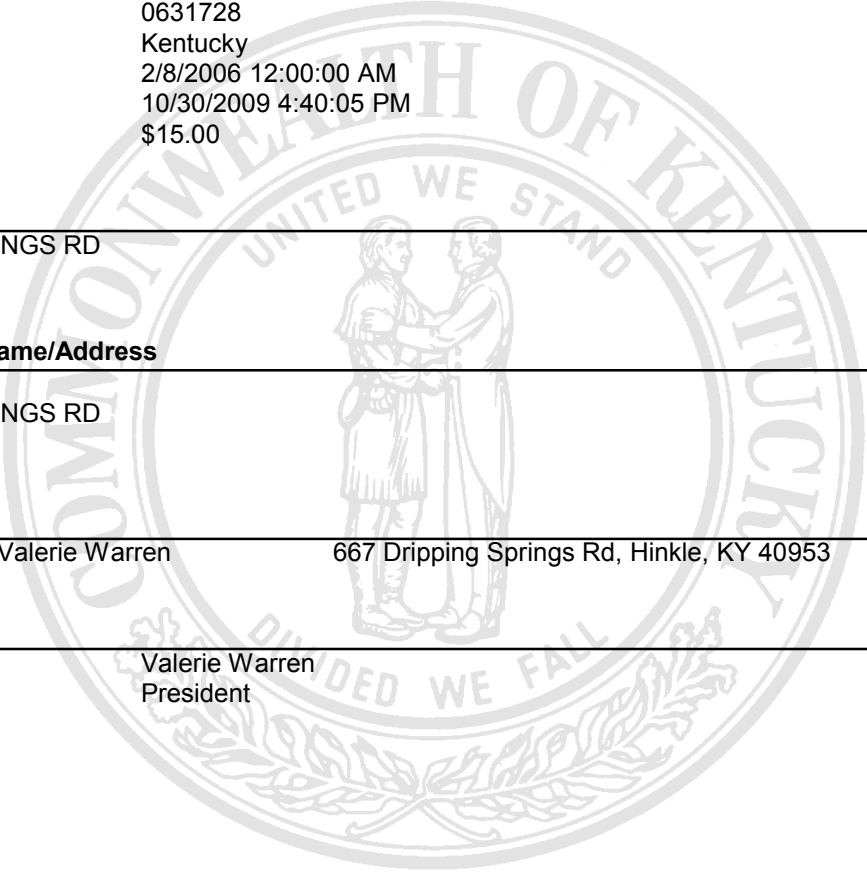 0631728
Kentucky
2/8/2006 12:00:00 AM
10/30/2009 4:40:05 PM
$15.00
COMMONWEALTH OF KENTUCKY
UNITED WE STAND
NGS RD
ame/Address
NGS RD
Valerie Warren 667 Dripping Springs Rd, Hinkle, KY 40953
Valerie Warren
President
DIVIDED WE FALL